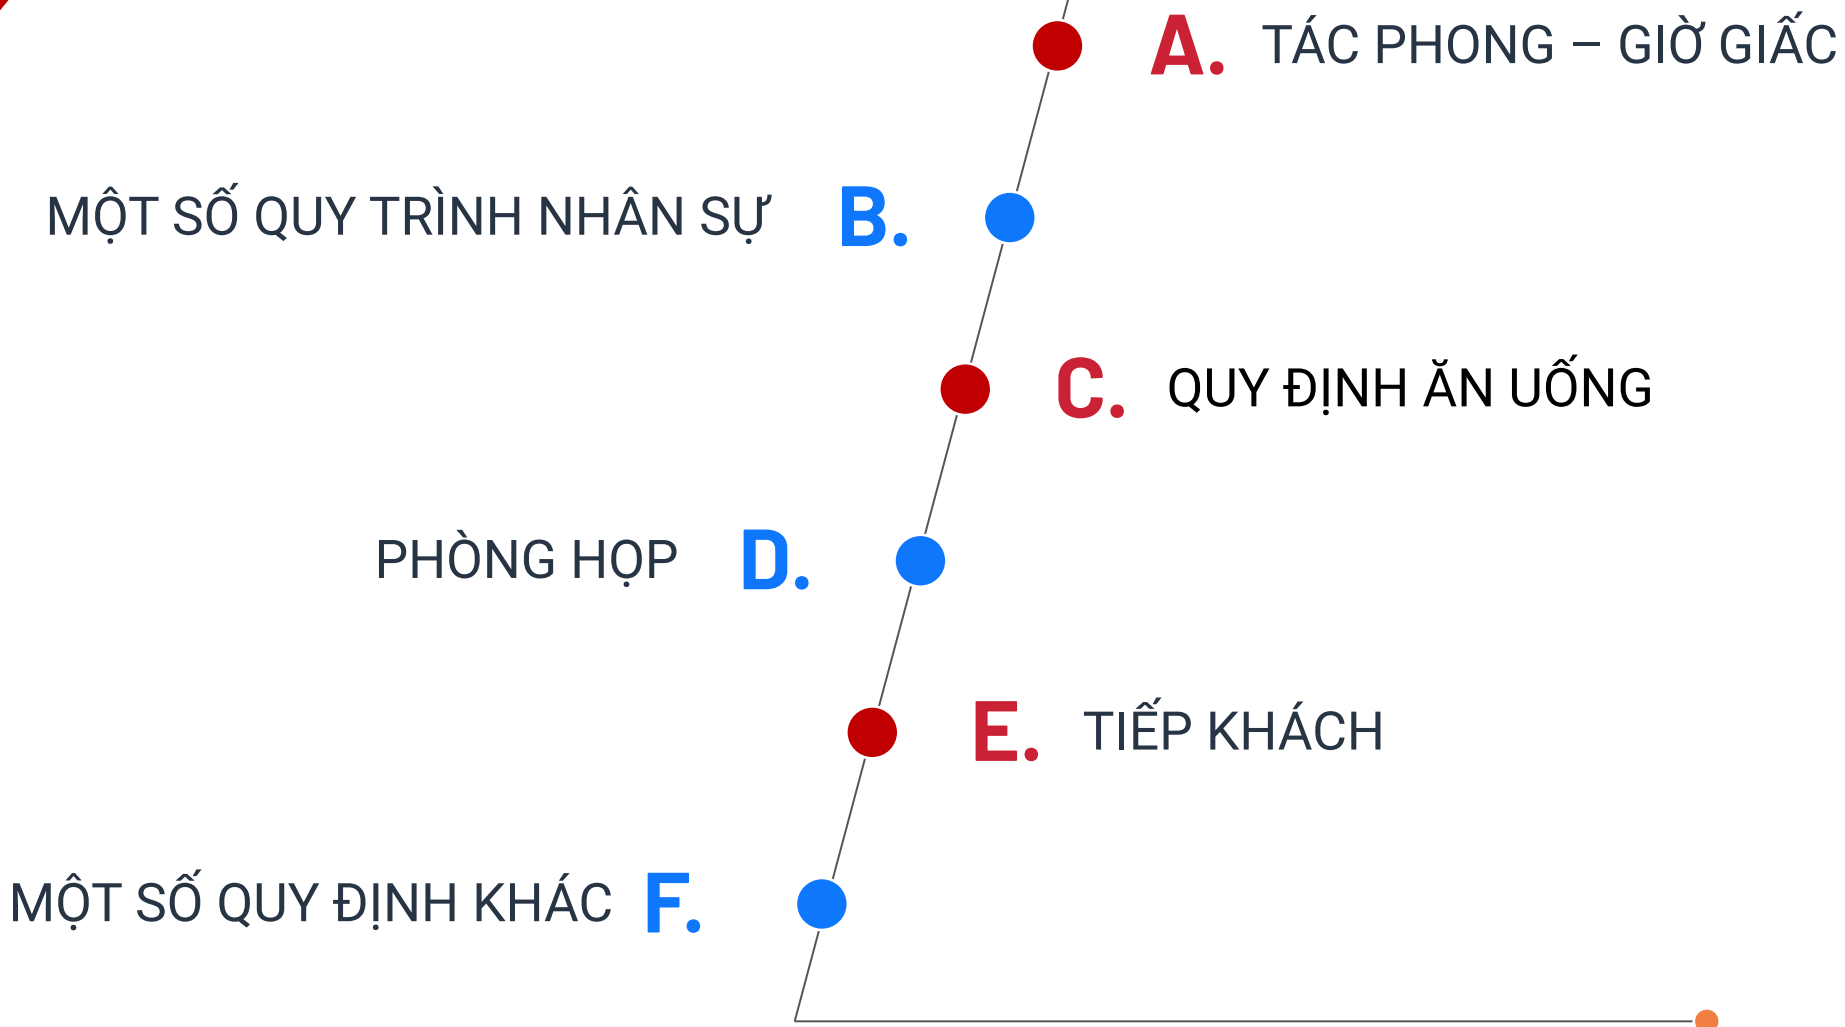 A. TÁC PHONG – GIỜ GIẤC
MỘT SỐ QUY TRÌNH NHÂN SỰ B.
C. QUY ĐỊNH ĂN UỐNG
PHÒNG HỌP D.
E. TIẾP KHÁCH
MỘT SỐ QUY ĐỊNH KHÁC F.